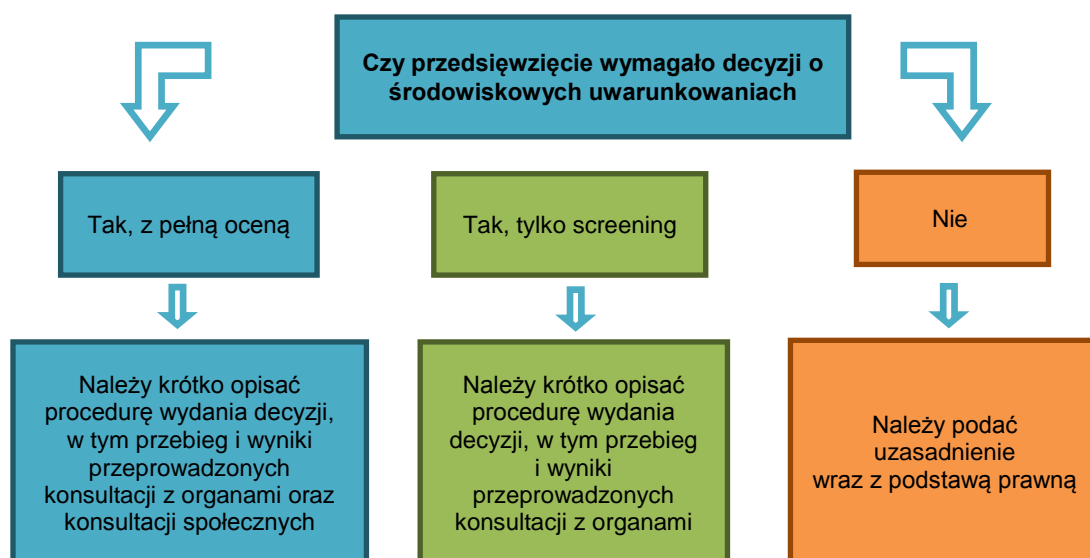 Czy przedsięwzięcie wymagało decyzji o
środowiskowych uwarunkowaniach
Tak, z pełną oceną
Tak, tylko screening
Nie
Należy krótko opisać
procedurę wydania decyzji,
w tym przebieg i wyniki
przeprowadzonych
konsultacji z organami oraz
konsultacji społecznych
Należy krótko opisać
procedurę wydania
decyzji, w tym przebieg
i wyniki
przeprowadzonych
konsultacji z organami
Należy podać
uzasadnienie
wraz z podstawą prawną